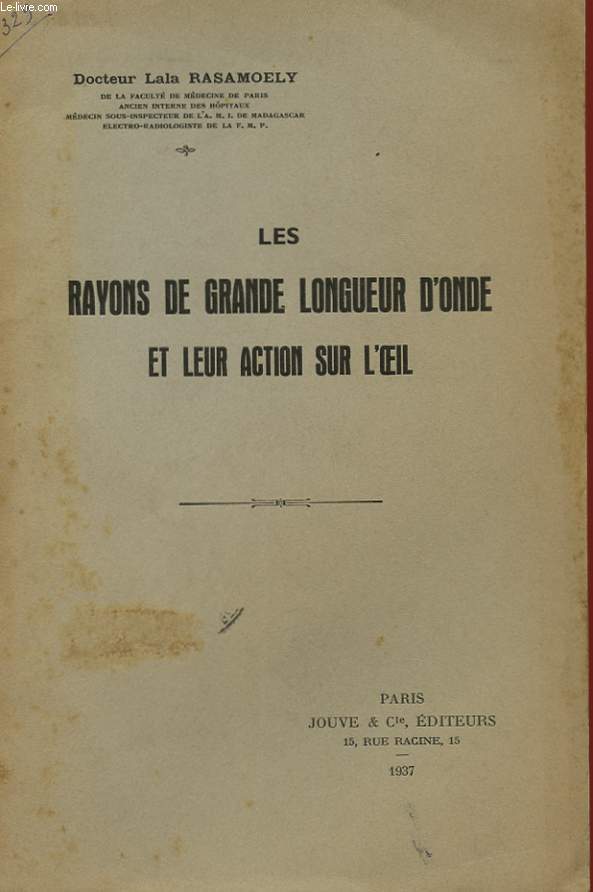 Le-livre.com
325
Docteur Lala RASAMOELY
DE LA FACULTÉ DE MÉDECINE DE PARIS
ANCIEN INTERNE DES HÔPITAUX
MÉDECIN SOUS-INSPECTEUR DE L'A. M. I. DE MADAGASCAR
ELECTRO-RADIOLOGISTE DE LA F. M. P.
LES
RAYONS DE GRANDE LONGUEUR D'ONDE
ET LEUR ACTION SUR L'ŒIL
PARIS
JOUVE & Cie, ÉDITEURS
15, RUE RACINE, 15
1937